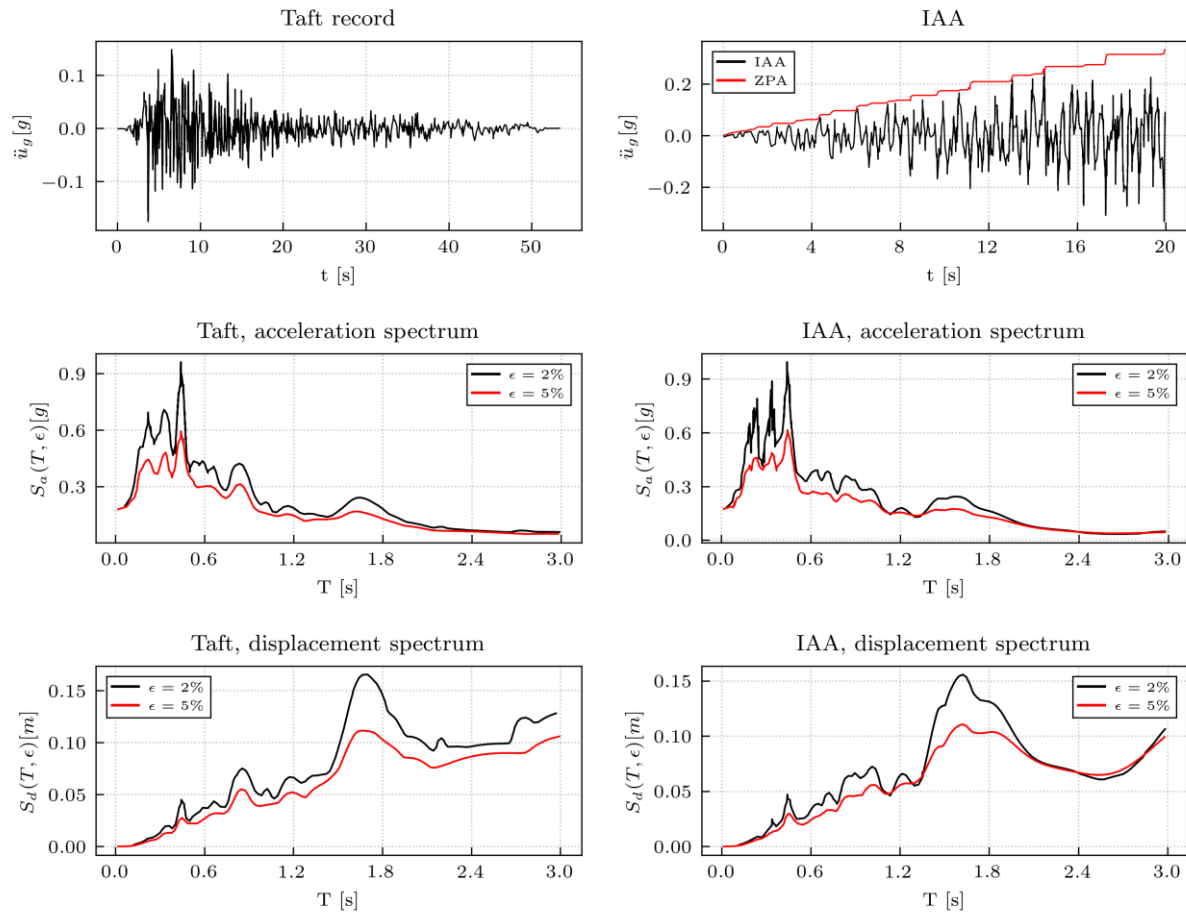 Taft record
0.1
0.0
−0.1
ü_g[g]
0 10 20 30 40 50
t [s]
IAA
IAA
ZPA
0.2
0.0
−0.2
ü_g[g]
0 4 8 12 16 20
t [s]
Taft, acceleration spectrum
ϵ = 2%
ϵ = 5%
0.9
0.6
0.3
S_a(T, ϵ)[g]
0.0 0.6 1.2 1.8 2.4 3.0
T [s]
IAA, acceleration spectrum
ϵ = 2%
ϵ = 5%
0.9
0.6
0.3
0.0
S_a(T, ϵ)[g]
0.0 0.6 1.2 1.8 2.4 3.0
T [s]
Taft, displacement spectrum
ϵ = 2%
ϵ = 5%
0.15
0.10
0.05
0.00
S_d(T, ϵ)[m]
0.0 0.6 1.2 1.8 2.4 3.0
T [s]
IAA, displacement spectrum
ϵ = 2%
ϵ = 5%
0.15
0.10
0.05
0.00
S_d(T, ϵ)[m]
0.0 0.6 1.2 1.8 2.4 3.0
T [s]